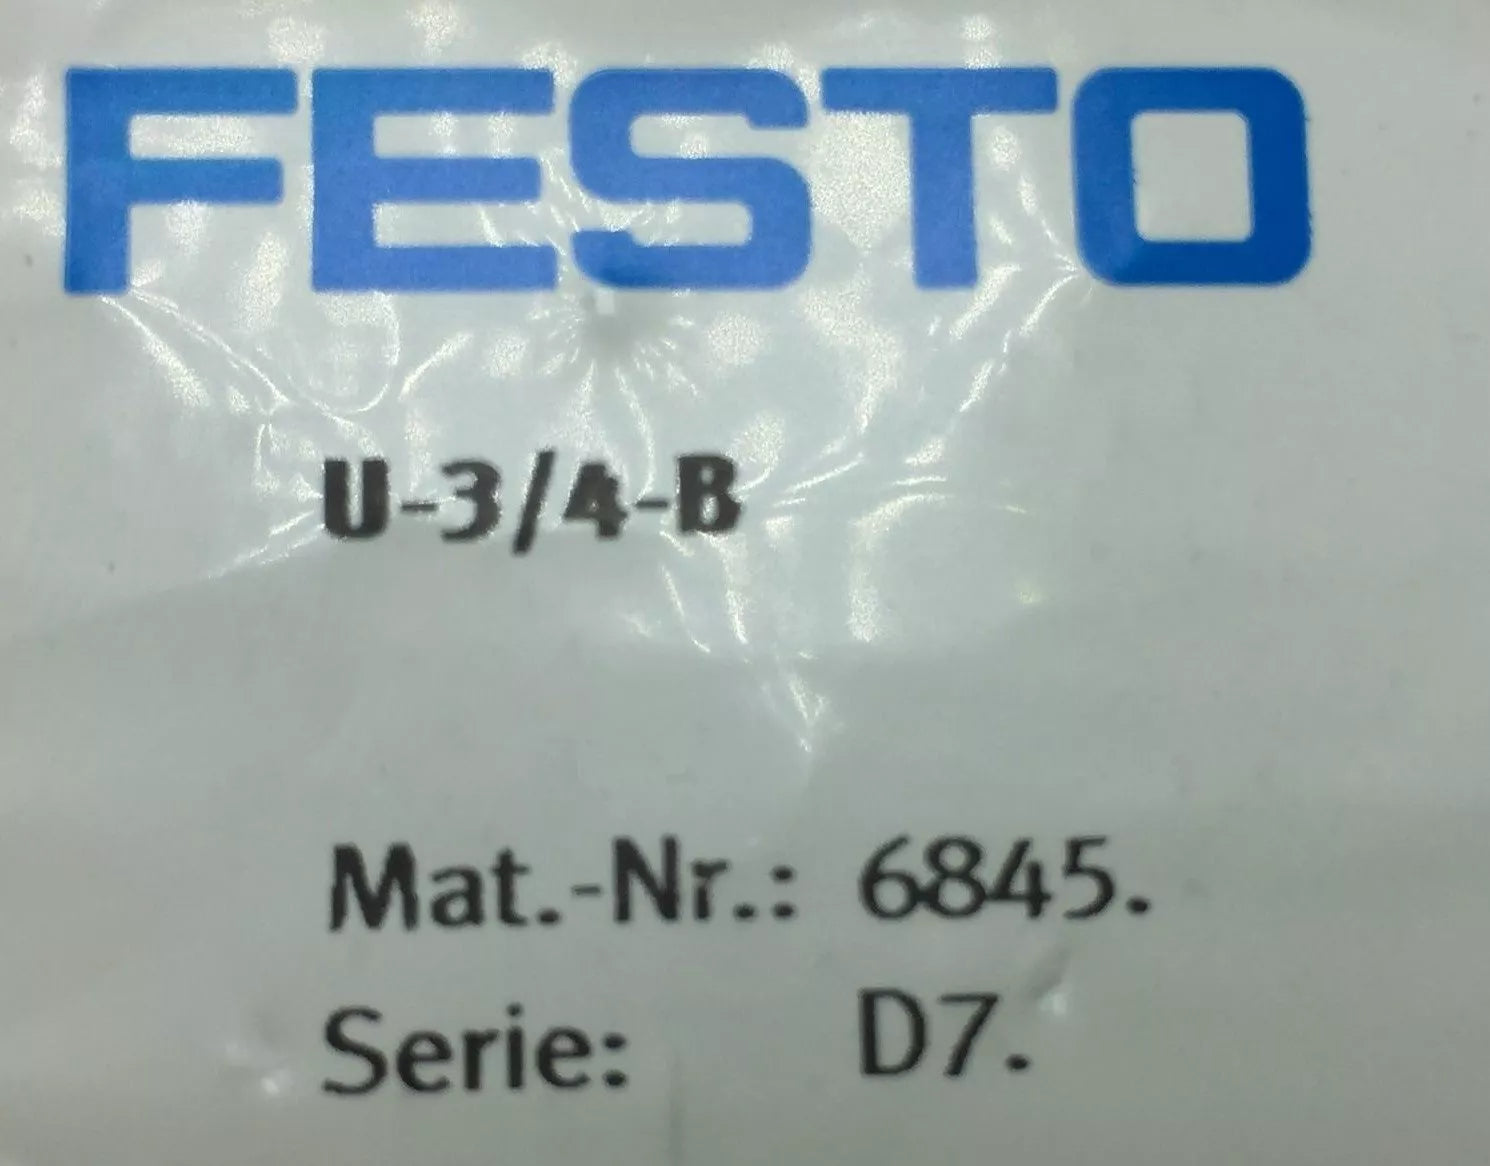 FESTO
U-3/4-B
Mat.-Nr.: 6845.
Serie: D7.